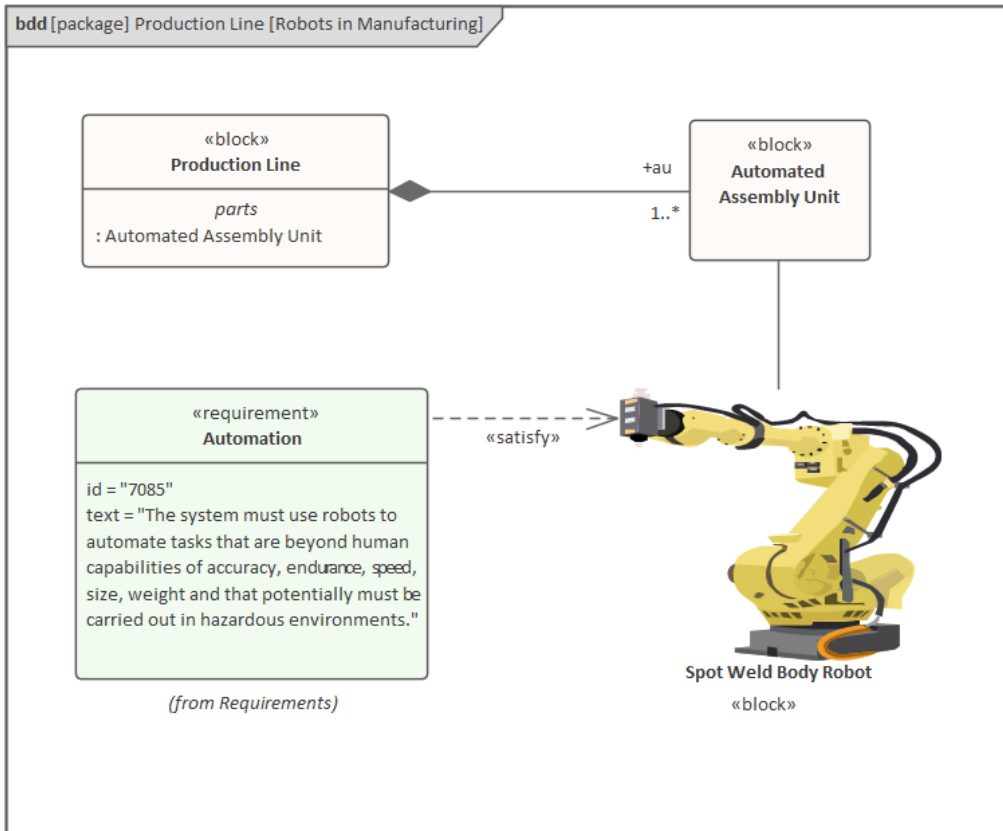 bdd [package] Production Line [Robots in Manufacturing]
«block»
Production Line
parts
: Automated Assembly Unit
+au
1..*
«block»
Automated
Assembly Unit
«requirement»
Automation
id = "7085"
text = "The system must use robots to
automate tasks that are beyond human
capabilities of accuracy, endurance, speed,
size, weight and that potentially must be
carried out in hazardous environments."
(from Requirements)
«satisfy»
Spot Weld Body Robot
«block»